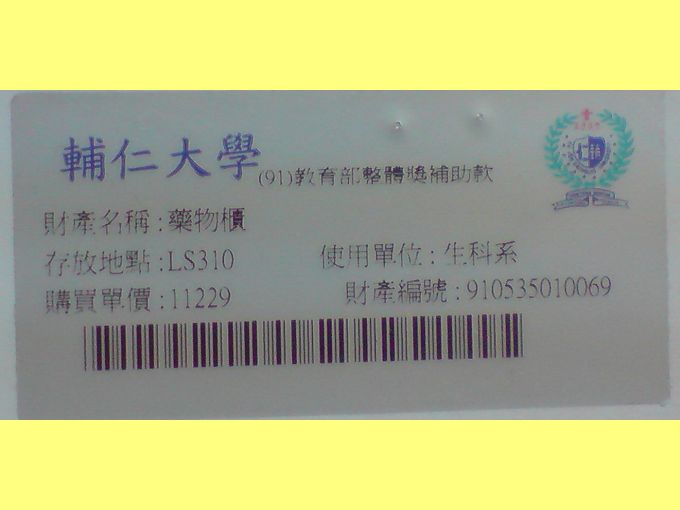 輔仁大學 (91)教育部整體獎補助款
財產名稱:藥物櫃
存放地點:LS310 使用單位:生科系
購買單價:11229 財產編號:910535010069